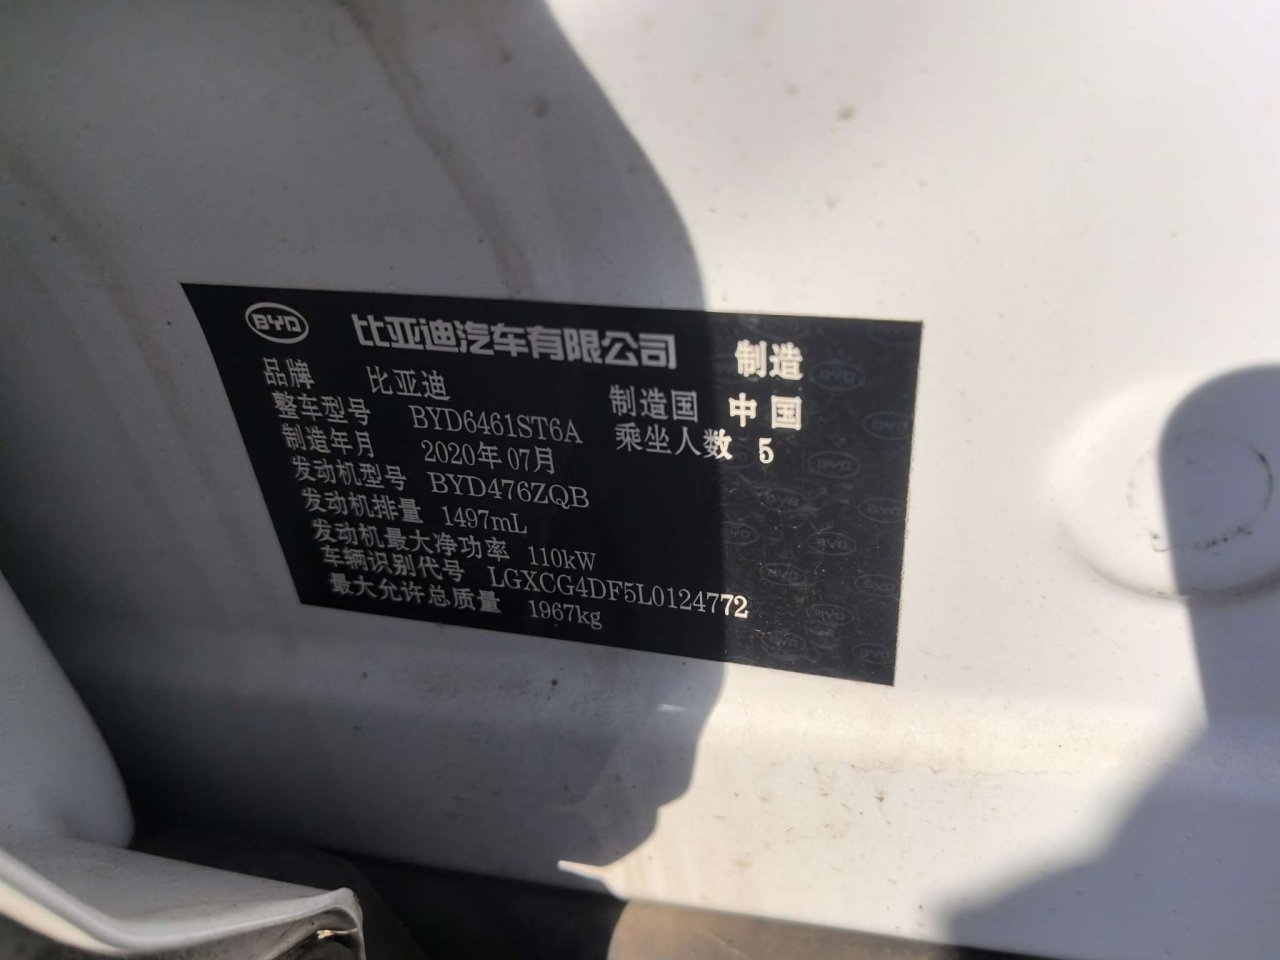 BYD 比亚迪汽车有限公司 制造
品牌 比亚迪 制造国 中国
整车型号 BYD6461ST6A 乘坐人数 5
制造年月 2020年07月
发动机型号 BYD476ZQB
发动机排量 1497mL
发动机最大净功率 110kW
车辆识别代号 LGXCG4DF5L0124772
最大允许总质量 1967kg